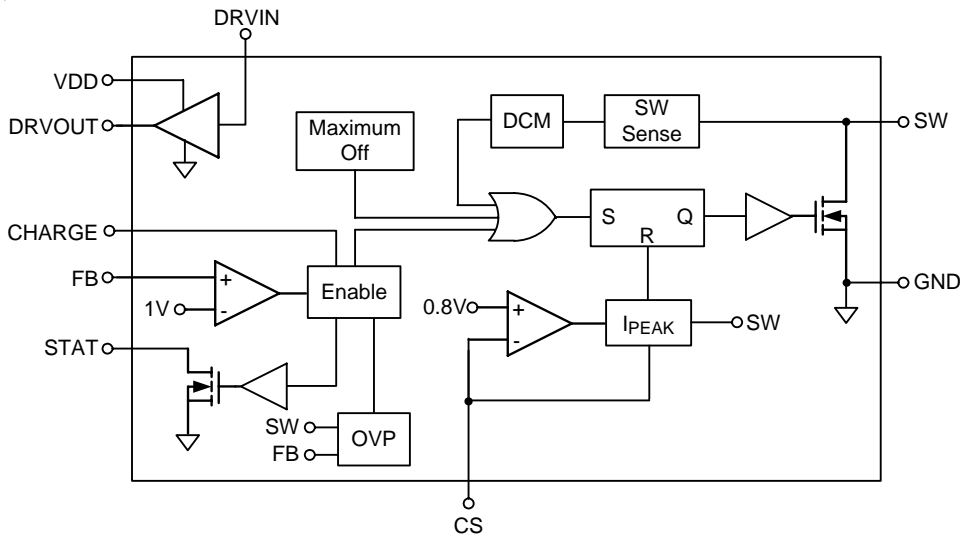 DRVIN
VDD
DRVOUT
Maximum
Off
DCM
SW
Sense
SW
CHARGE
S
Q
R
FB
+
1V
-
Enable
GND
0.8V
+
-
IPEAK
SW
STAT
SW
FB
OVP
CS